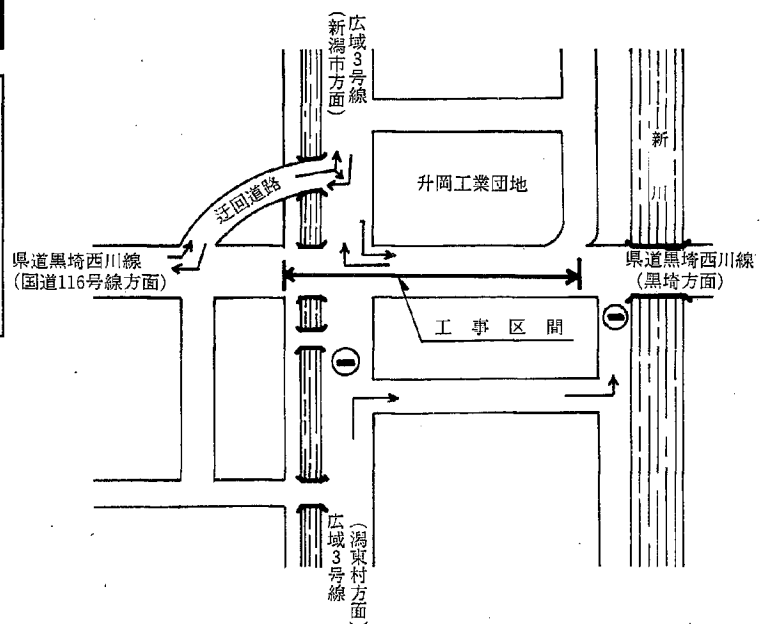 広域3号線
(新潟市方面)
新川
升岡工業団地
迂回道路
県道黒埼西川線
(国道116号線方面)
県道黒埼西川線
(黒埼方面)
工事区間
(潟東村方面)
広域3号線